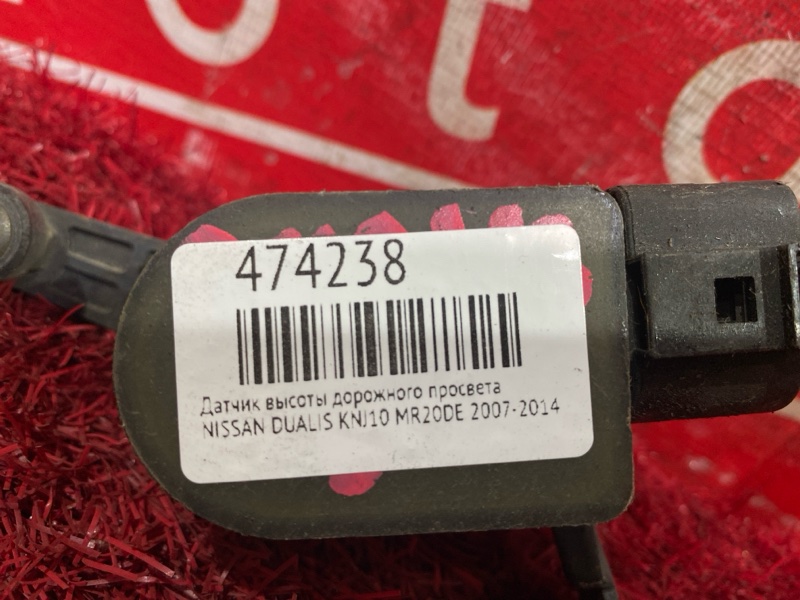 474238
Датчик высоты дорожного просвета
NISSAN DUALIS KNJ10 MR20DE 2007-2014